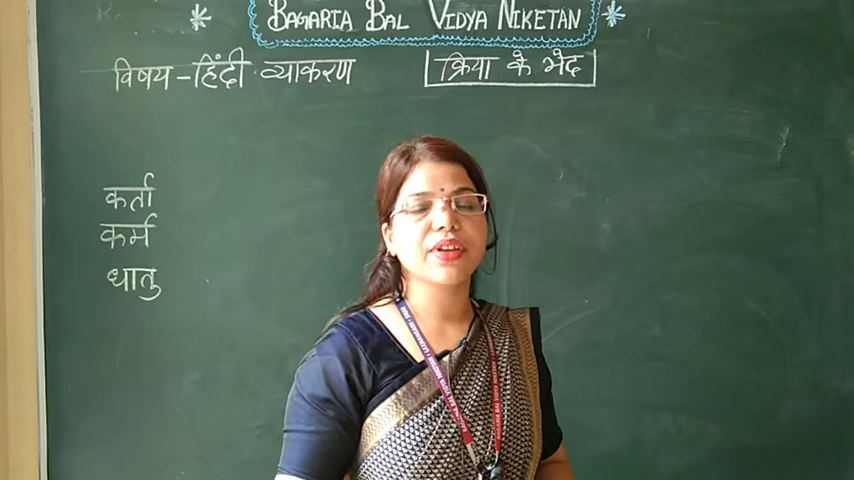 BAGARIA BAL VIDYA NIKETAN
विषय - हिंदी व्याकरण
क्रिया के भेद
कर्ता
कर्म
धातु